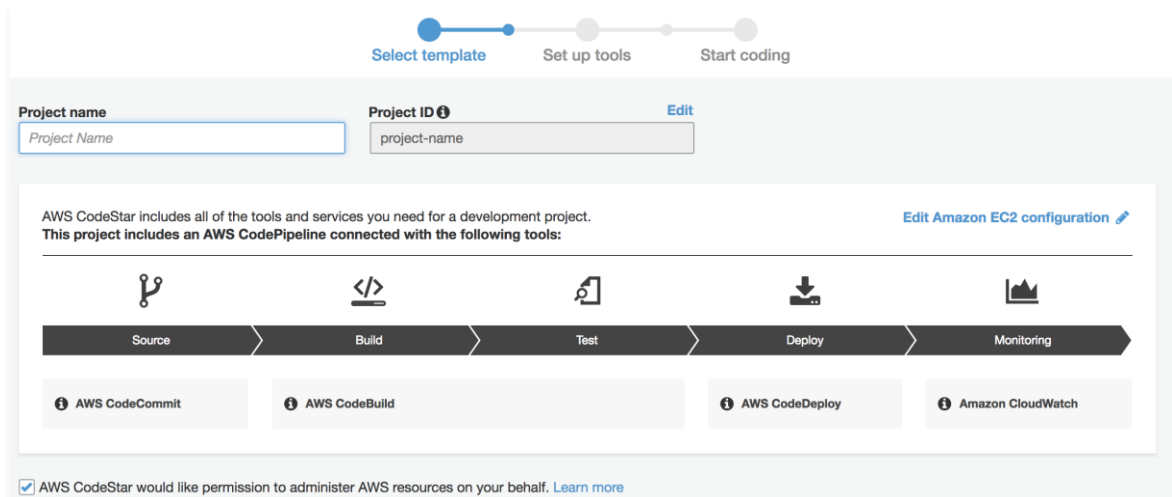 Select template
Set up tools
Start coding
Project name
Project ID
Edit
Project Name
project-name
AWS CodeStar includes all of the tools and services you need for a development project.
Edit Amazon EC2 configuration
This project includes an AWS CodePipeline connected with the following tools:
Source
Build
Test
Deploy
Monitoring
AWS CodeCommit
AWS CodeBuild
AWS CodeDeploy
Amazon CloudWatch
AWS CodeStar would like permission to administer AWS resources on your behalf. Learn more